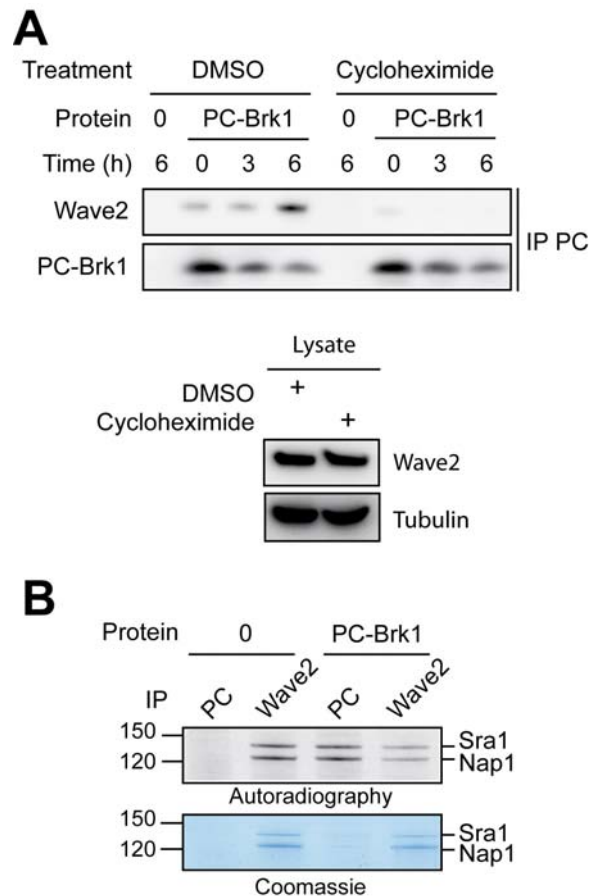 A
Treatment DMSO Cycloheximide
Protein 0 PC-Brk1 0 PC-Brk1
Time (h) 6 0 3 6 6 0 3 6
Wave2
IP PC
PC-Brk1
Lysate
DMSO +
Cycloheximide +
Wave2
Tubulin
B
Protein 0 PC-Brk1
IP PC Wave2 PC Wave2
150 Sra1
120 Nap1
Autoradiography
150 Sra1
120 Nap1
Coomassie